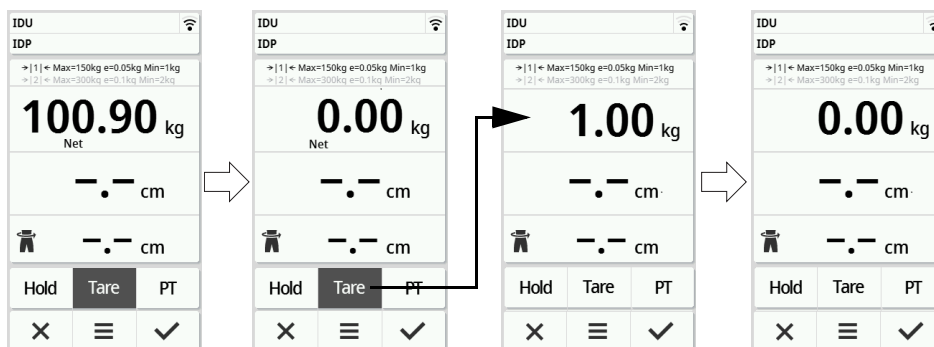 IDU
IDP
→|1|← Max=150kg e=0.05kg Min=1kg
→|2|← Max=300kg e=0.1kg Min=2kg
100.90 kg
Net
–.– cm
–.– cm
Hold Tare PT
IDU
IDP
→|1|← Max=150kg e=0.05kg Min=1kg
→|2|← Max=300kg e=0.1kg Min=2kg
0.00 kg
Net
–.– cm
–.– cm
Hold Tare PT
IDU
IDP
→|1|← Max=150kg e=0.05kg Min=1kg
→|2|← Max=300kg e=0.1kg Min=2kg
1.00 kg
–.– cm
–.– cm
Hold Tare PT
IDU
IDP
→|1|← Max=150kg e=0.05kg Min=1kg
→|2|← Max=300kg e=0.1kg Min=2kg
0.00 kg
–.– cm
–.– cm
Hold Tare PT